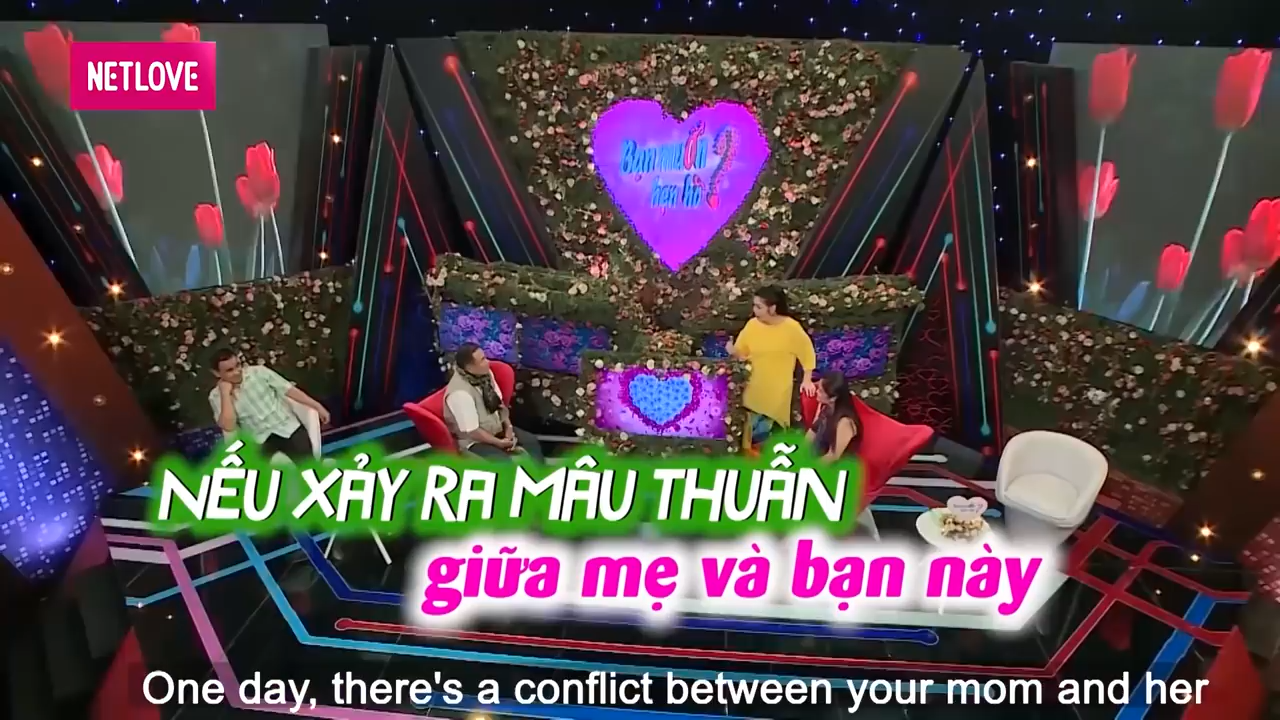 NETLOVE
Bạn muốn
hẹn hò ?
NẾU XẢY RA MÂU THUẪN
giữa mẹ và bạn này
One day, there's a conflict between your mom and her